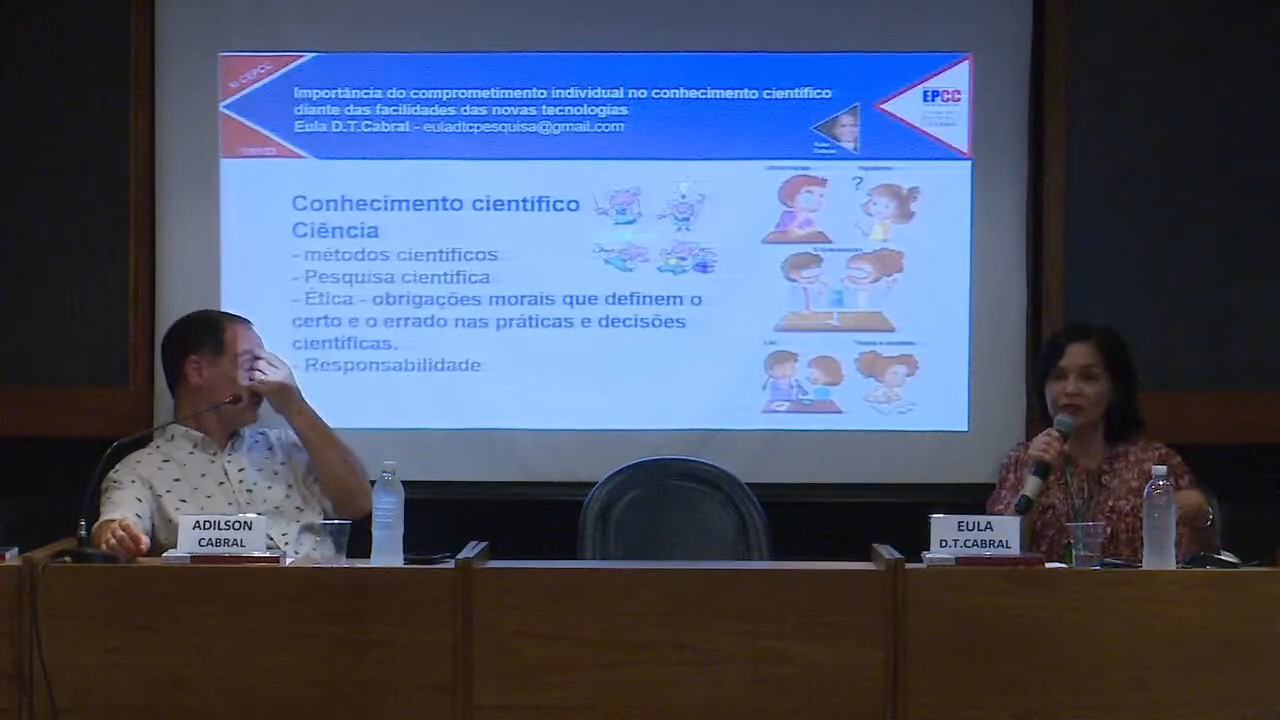 XI CEPCC
Importância do comprometimento individual no conhecimento científico
diante das facilidades das novas tecnologias
Eula D.T.Cabral - euladtcpesquisa@gmail.com
EPCC
Conhecimento científico
Ciência
- métodos científicos
- Pesquisa científica
- Ética - obrigações morais que definem o
certo e o errado nas práticas e decisões
científicas.
- Responsabilidade
ADILSON
CABRAL
EULA
D.T.CABRAL